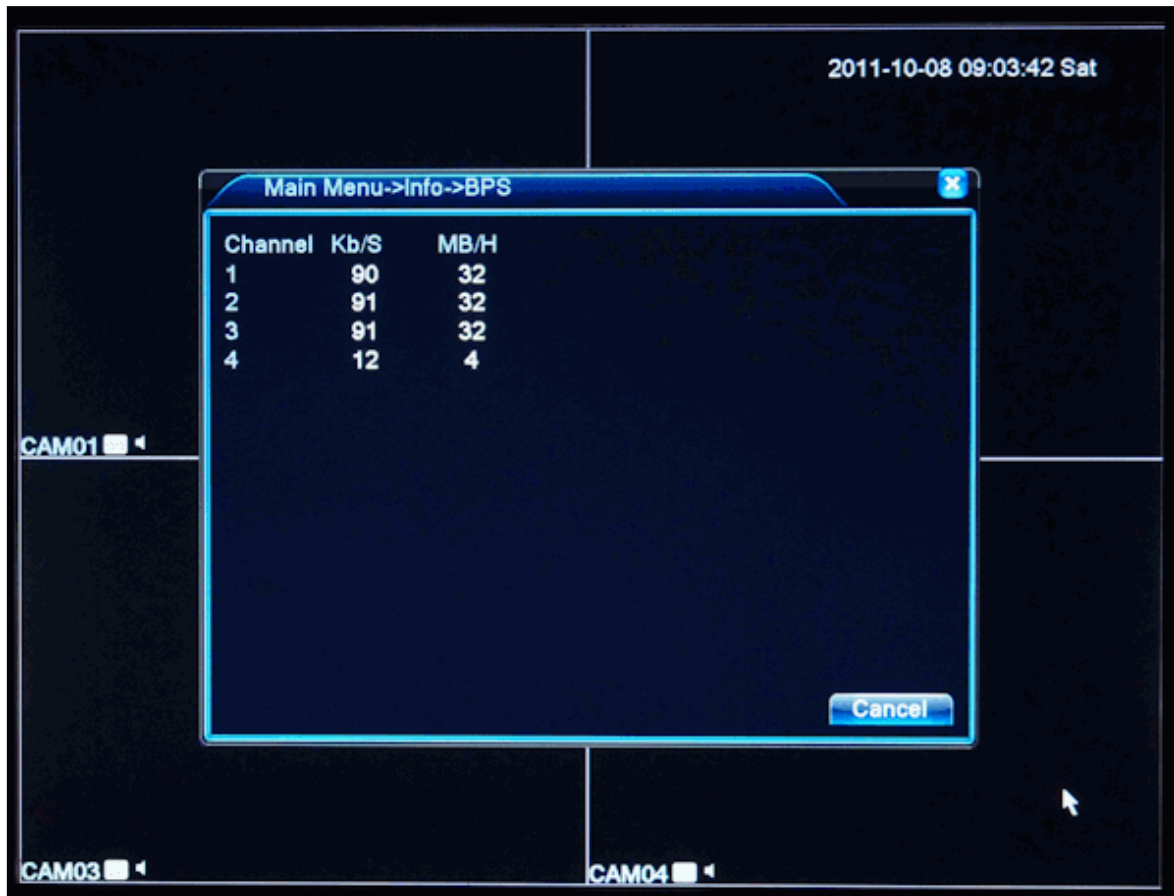 2011-10-08 09:03:42 Sat
Main Menu->Info->BPS
Channel Kb/S MB/H
1 90 32
2 91 32
3 91 32
4 12 4
CAM01
Cancel
CAM03
CAM04